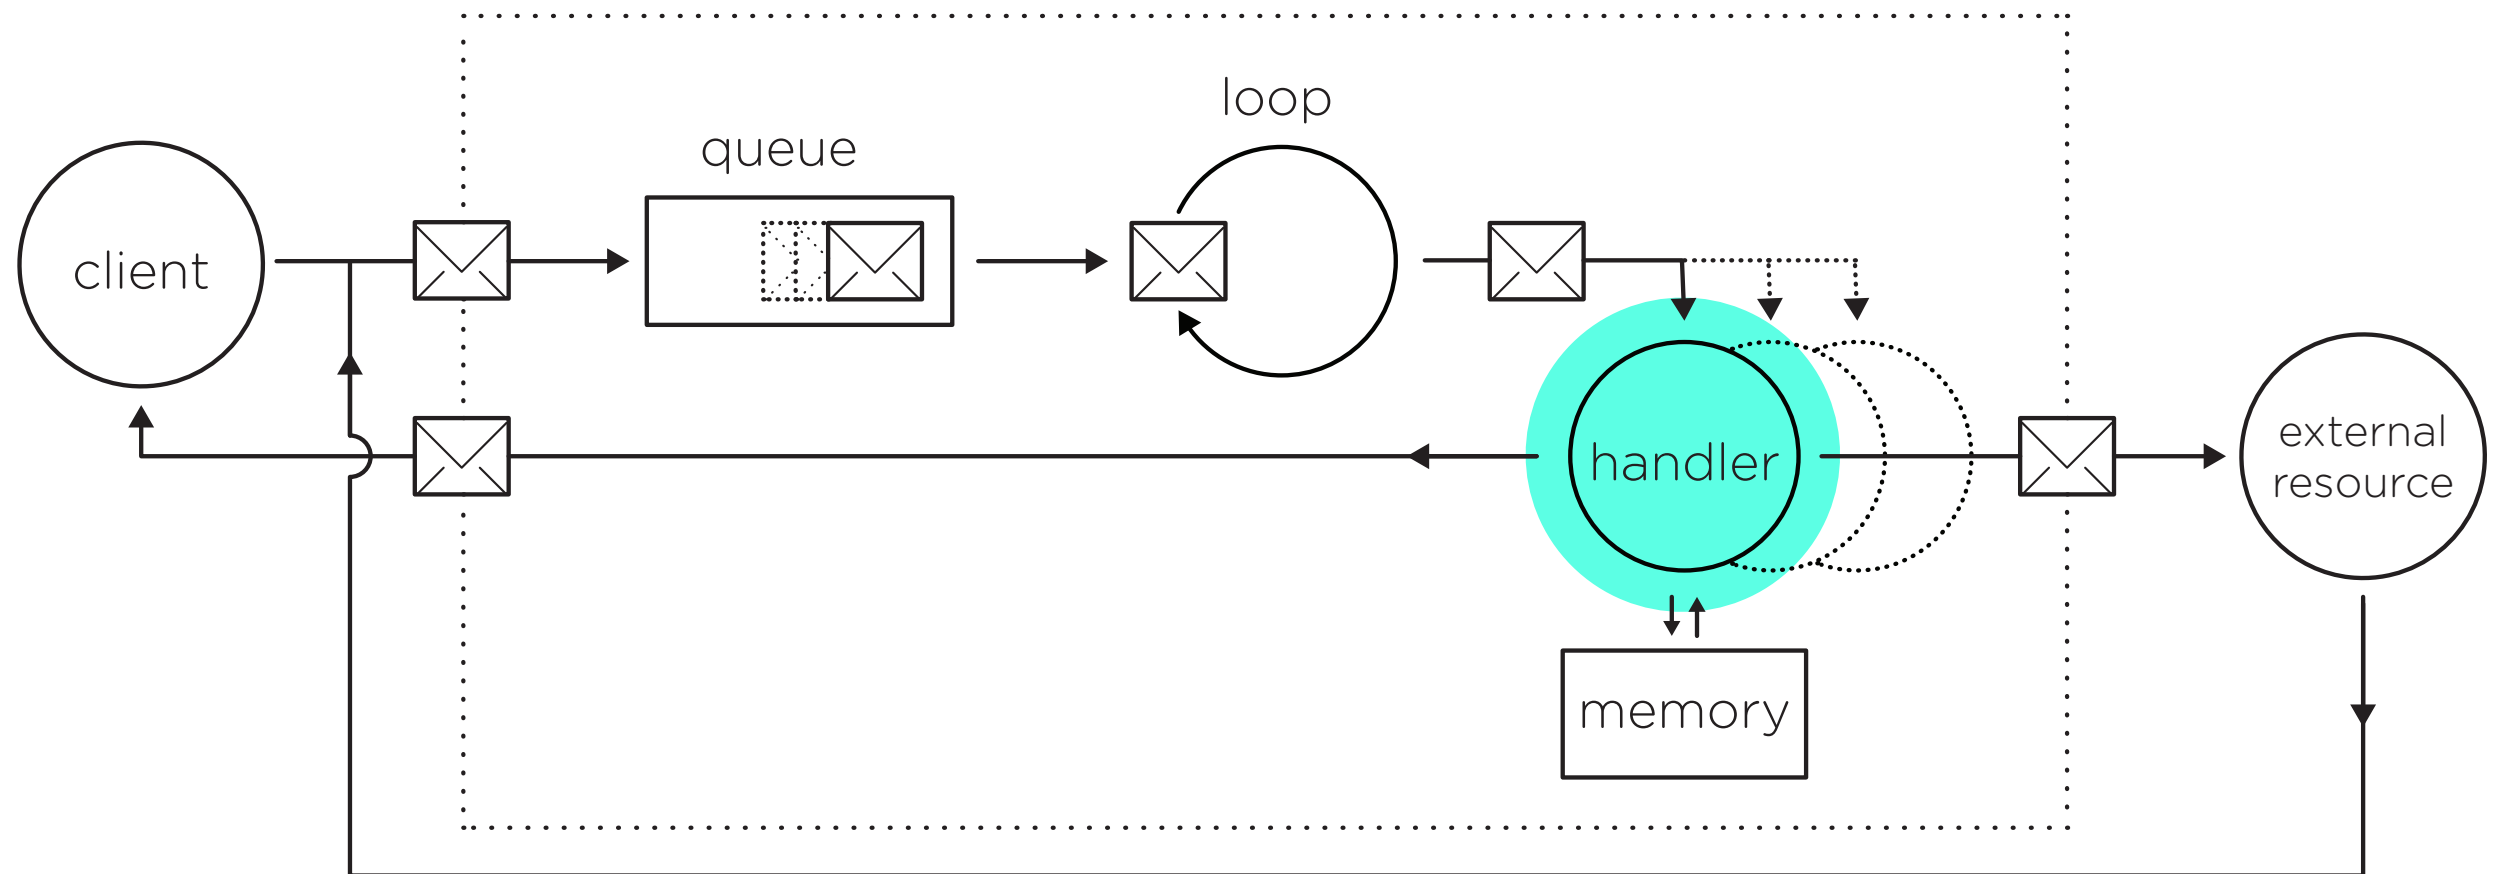 loop
queue
client
external
handler
resource
memory